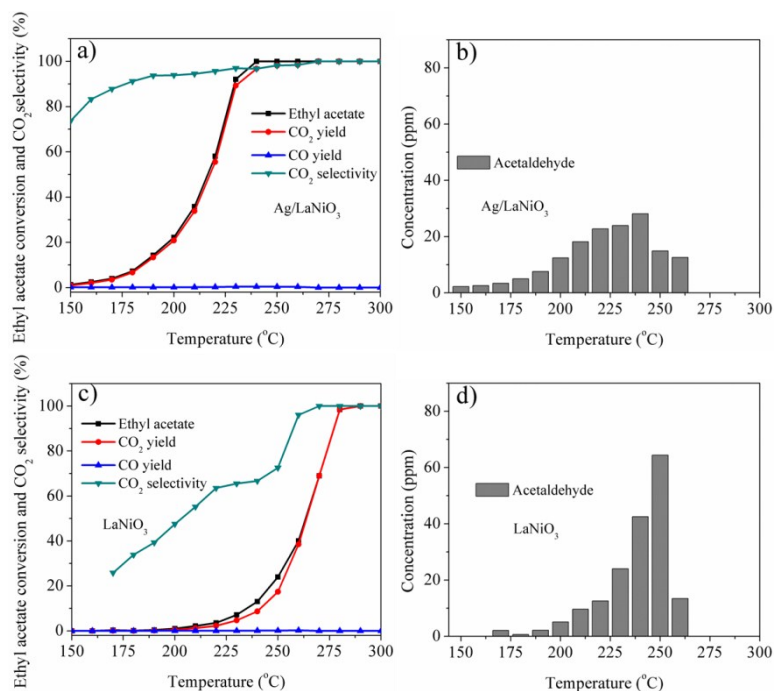 a)
Ethyl acetate conversion and CO₂selectivity (%)
100
80
60
40
20
0
Ethyl acetate
CO₂ yield
CO yield
CO₂ selectivity
Ag/LaNiO₃
150 175 200 225 250 275 300
Temperature (°C)
b)
Concentration (ppm)
80
60
40
20
0
Acetaldehyde
Ag/LaNiO₃
150 175 200 225 250 275 300
Temperature (°C)
c)
Ethyl acetate conversion and CO₂ selectivity (%)
100
80
60
40
20
0
Ethyl acetate
CO₂ yield
CO yield
CO₂ selectivity
LaNiO₃
150 175 200 225 250 275 300
Temperature (°C)
d)
Concentration (ppm)
80
60
40
20
0
Acetaldehyde
LaNiO₃
150 175 200 225 250 275 300
Temperature (°C)